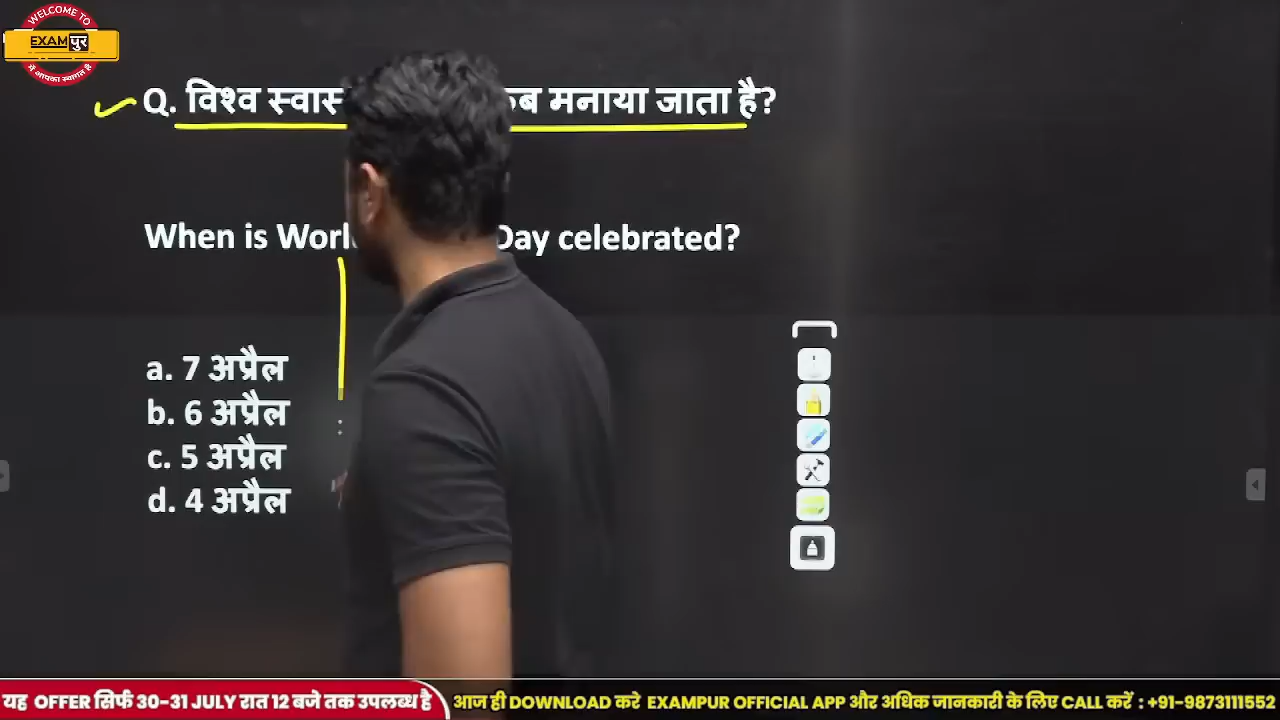 WELCOME TO
EXAMपुर
में आपका स्वागत है
Q. विश्व स्वास मनाया जाता है?
When is Worl Day celebrated?
a. 7 अप्रैल
b. 6 अप्रैल
c. 5 अप्रैल
d. 4 अप्रैल
यह OFFER सिर्फ 30-31 JULY रात 12 बजे तक उपलब्ध है
आज ही DOWNLOAD करे EXAMPUR OFFICIAL APP और अधिक जानकारी के लिए CALL करें : +91-9873111552